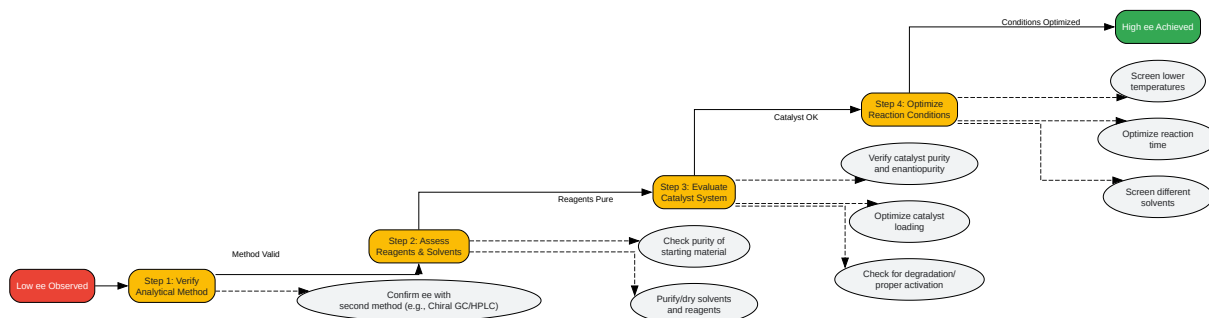 Low ee Observed
Step 1: Verify
Analytical Method
Method Valid
Confirm ee with
second method (e.g., Chiral GC/HPLC)
Step 2: Assess
Reagents & Solvents
Reagents Pure
Check purity of
starting material
Purify/dry solvents
and reagents
Step 3: Evaluate
Catalyst System
Catalyst OK
Verify catalyst purity
and enantiopurity
Optimize catalyst
loading
Check for degradation/
proper activation
Step 4: Optimize
Reaction Conditions
Conditions Optimized
High ee Achieved
Screen lower
temperatures
Optimize reaction
time
Screen different
solvents